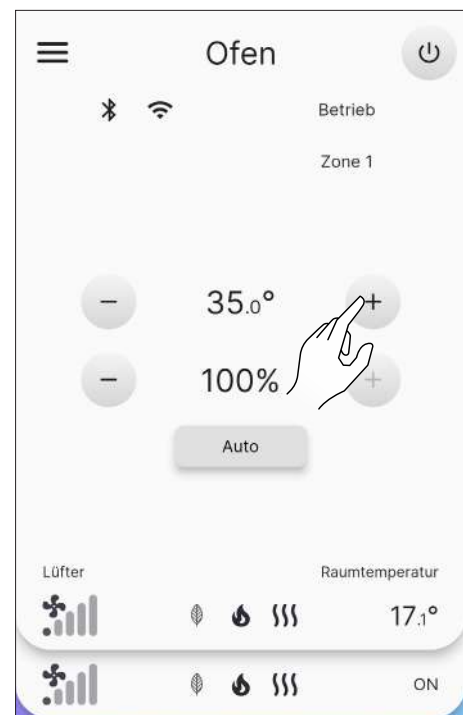 Ofen
Betrieb
Zone 1
− 35.0° +
− 100% +
Auto
Lüfter
Raumtemperatur
17.1°
ON